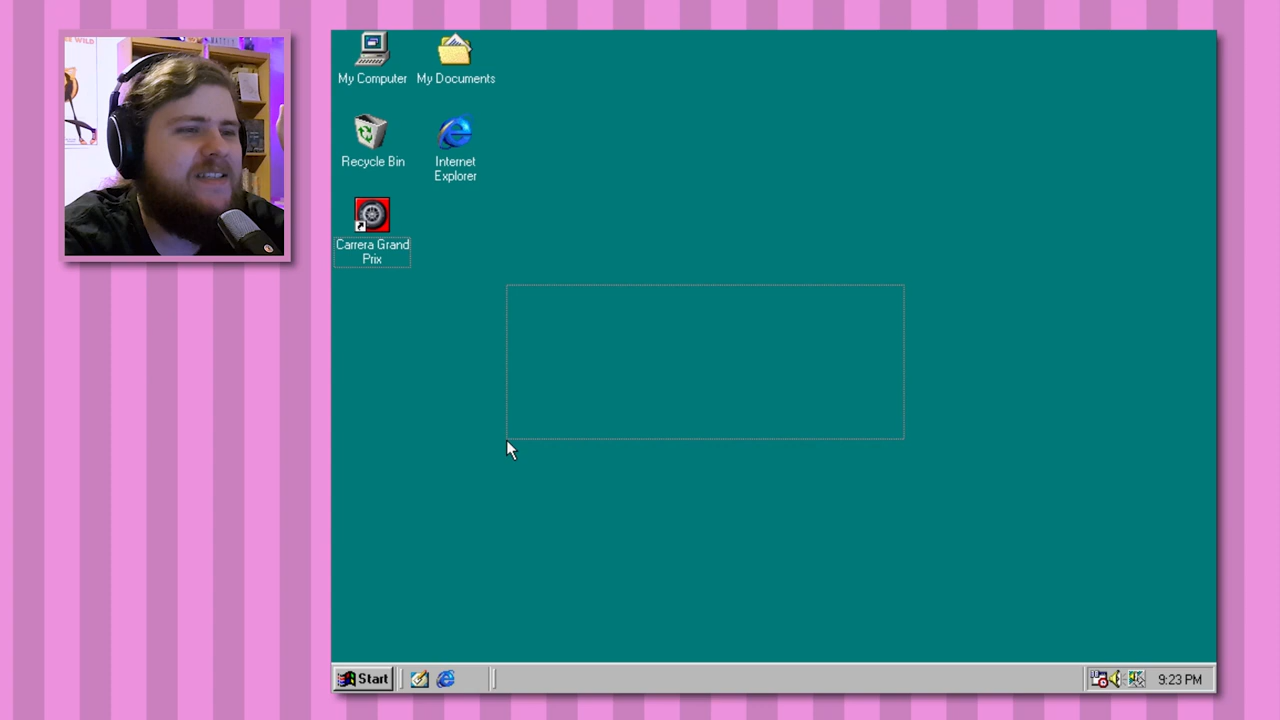 My Computer
My Documents
Recycle Bin
Internet
Explorer
Carrera Grand
Prix
Start
9:23 PM